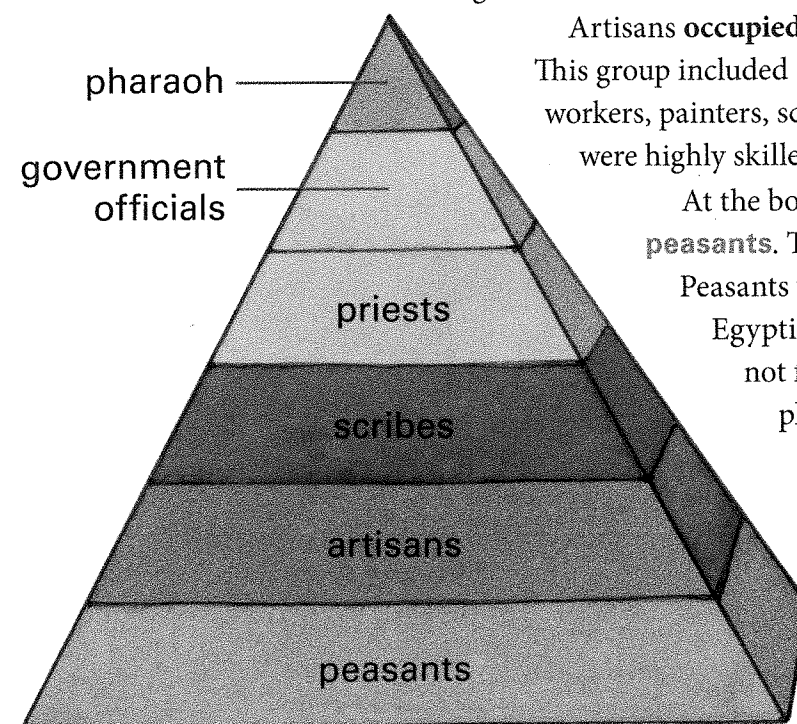 Artisans occupied
This group included
workers, painters, sc
were highly skille
At the bo
peasants. T
Peasants
Egypti
not
pl
pharaoh
government
officials
priests
scribes
artisans
peasants